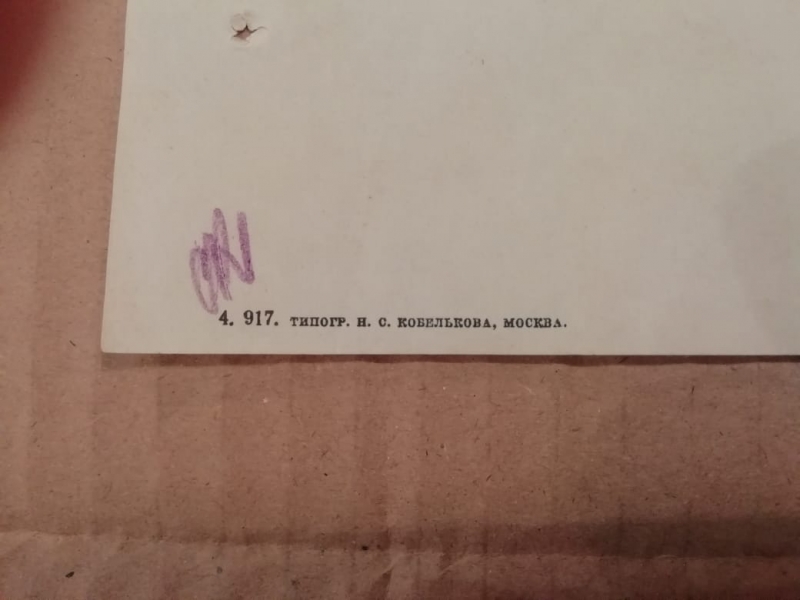 4. 917. ТИПОГР. Н. С. КОБЕЛЬКОВА, МОСКВА.